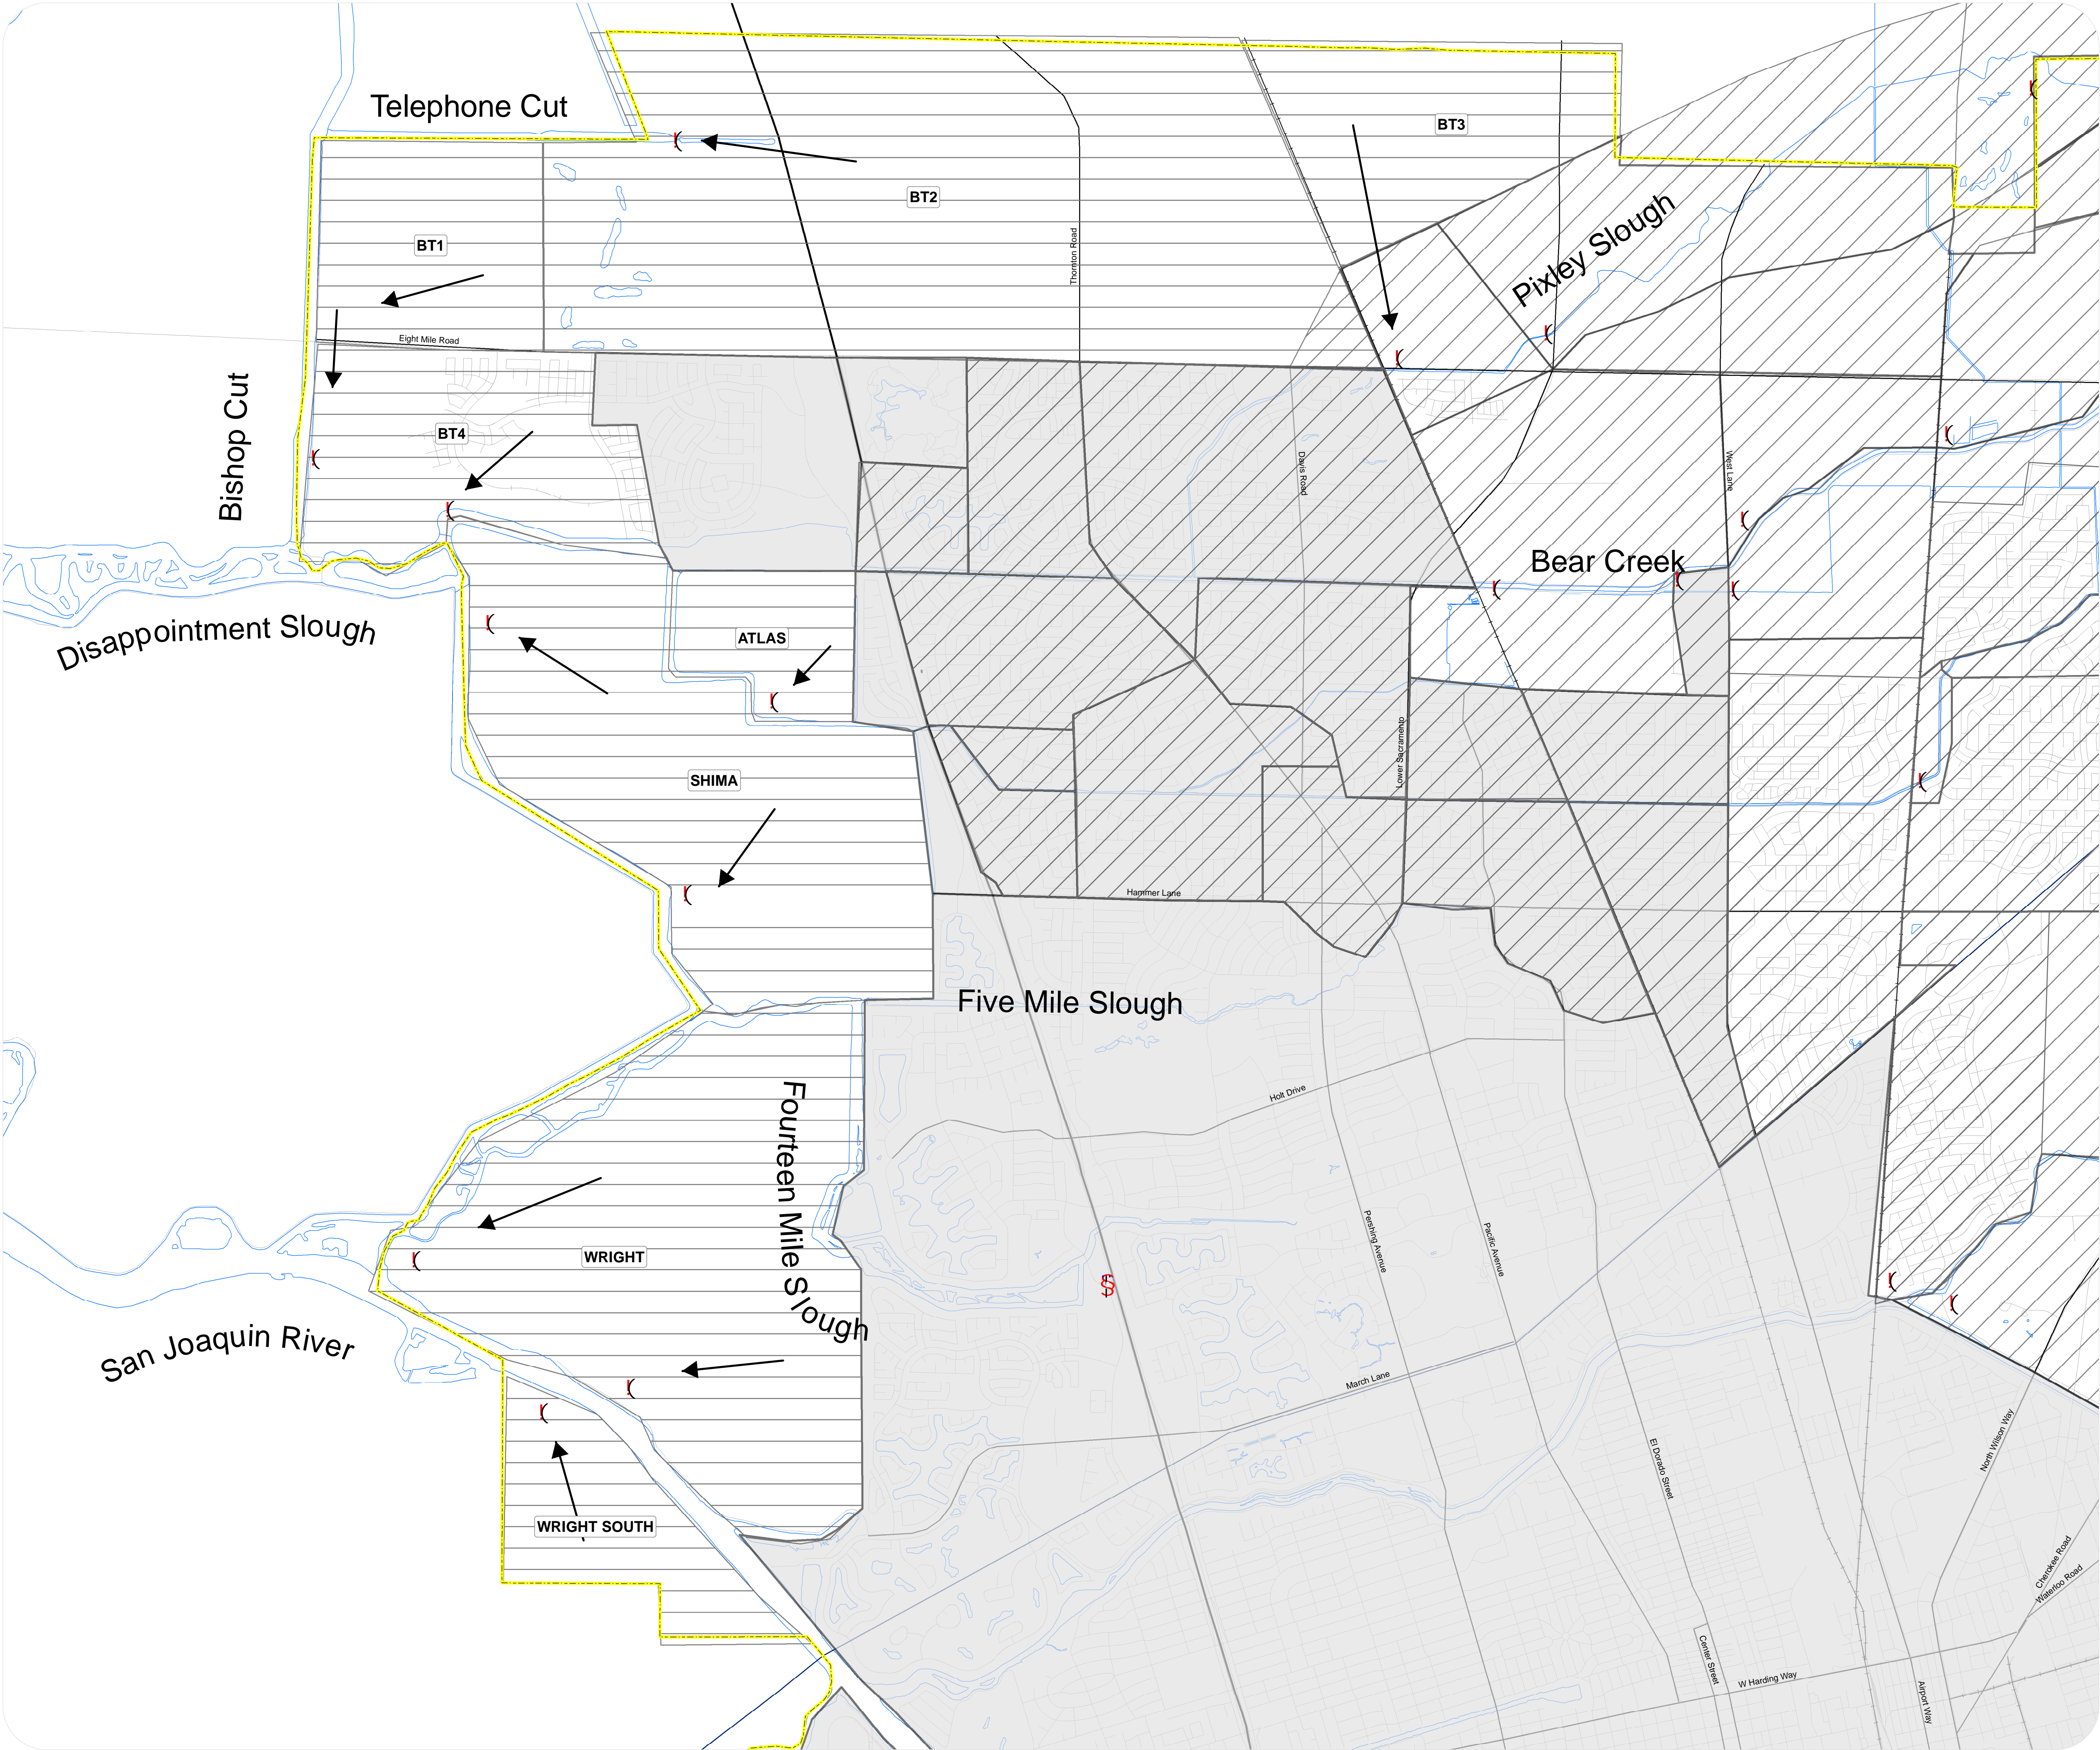 Telephone Cut
BT3
BT2
BT1
Thornton Road
Pixley Slough
Eight Mile Road
Bishop Cut
BT4
Davis Road
West Lane
Bear Creek
Disappointment Slough
ATLAS
SHIMA
Lower Sacramento
Hammer Lane
Five Mile Slough
Holt Drive
Fourteen Mile Slough
Pershing Avenue
Pacific Avenue
WRIGHT
San Joaquin River
March Lane
El Dorado Street
North Wilson Way
WRIGHT SOUTH
Cherokee Road
Waterloo Road
Center Street
W Harding Way
Airport Way